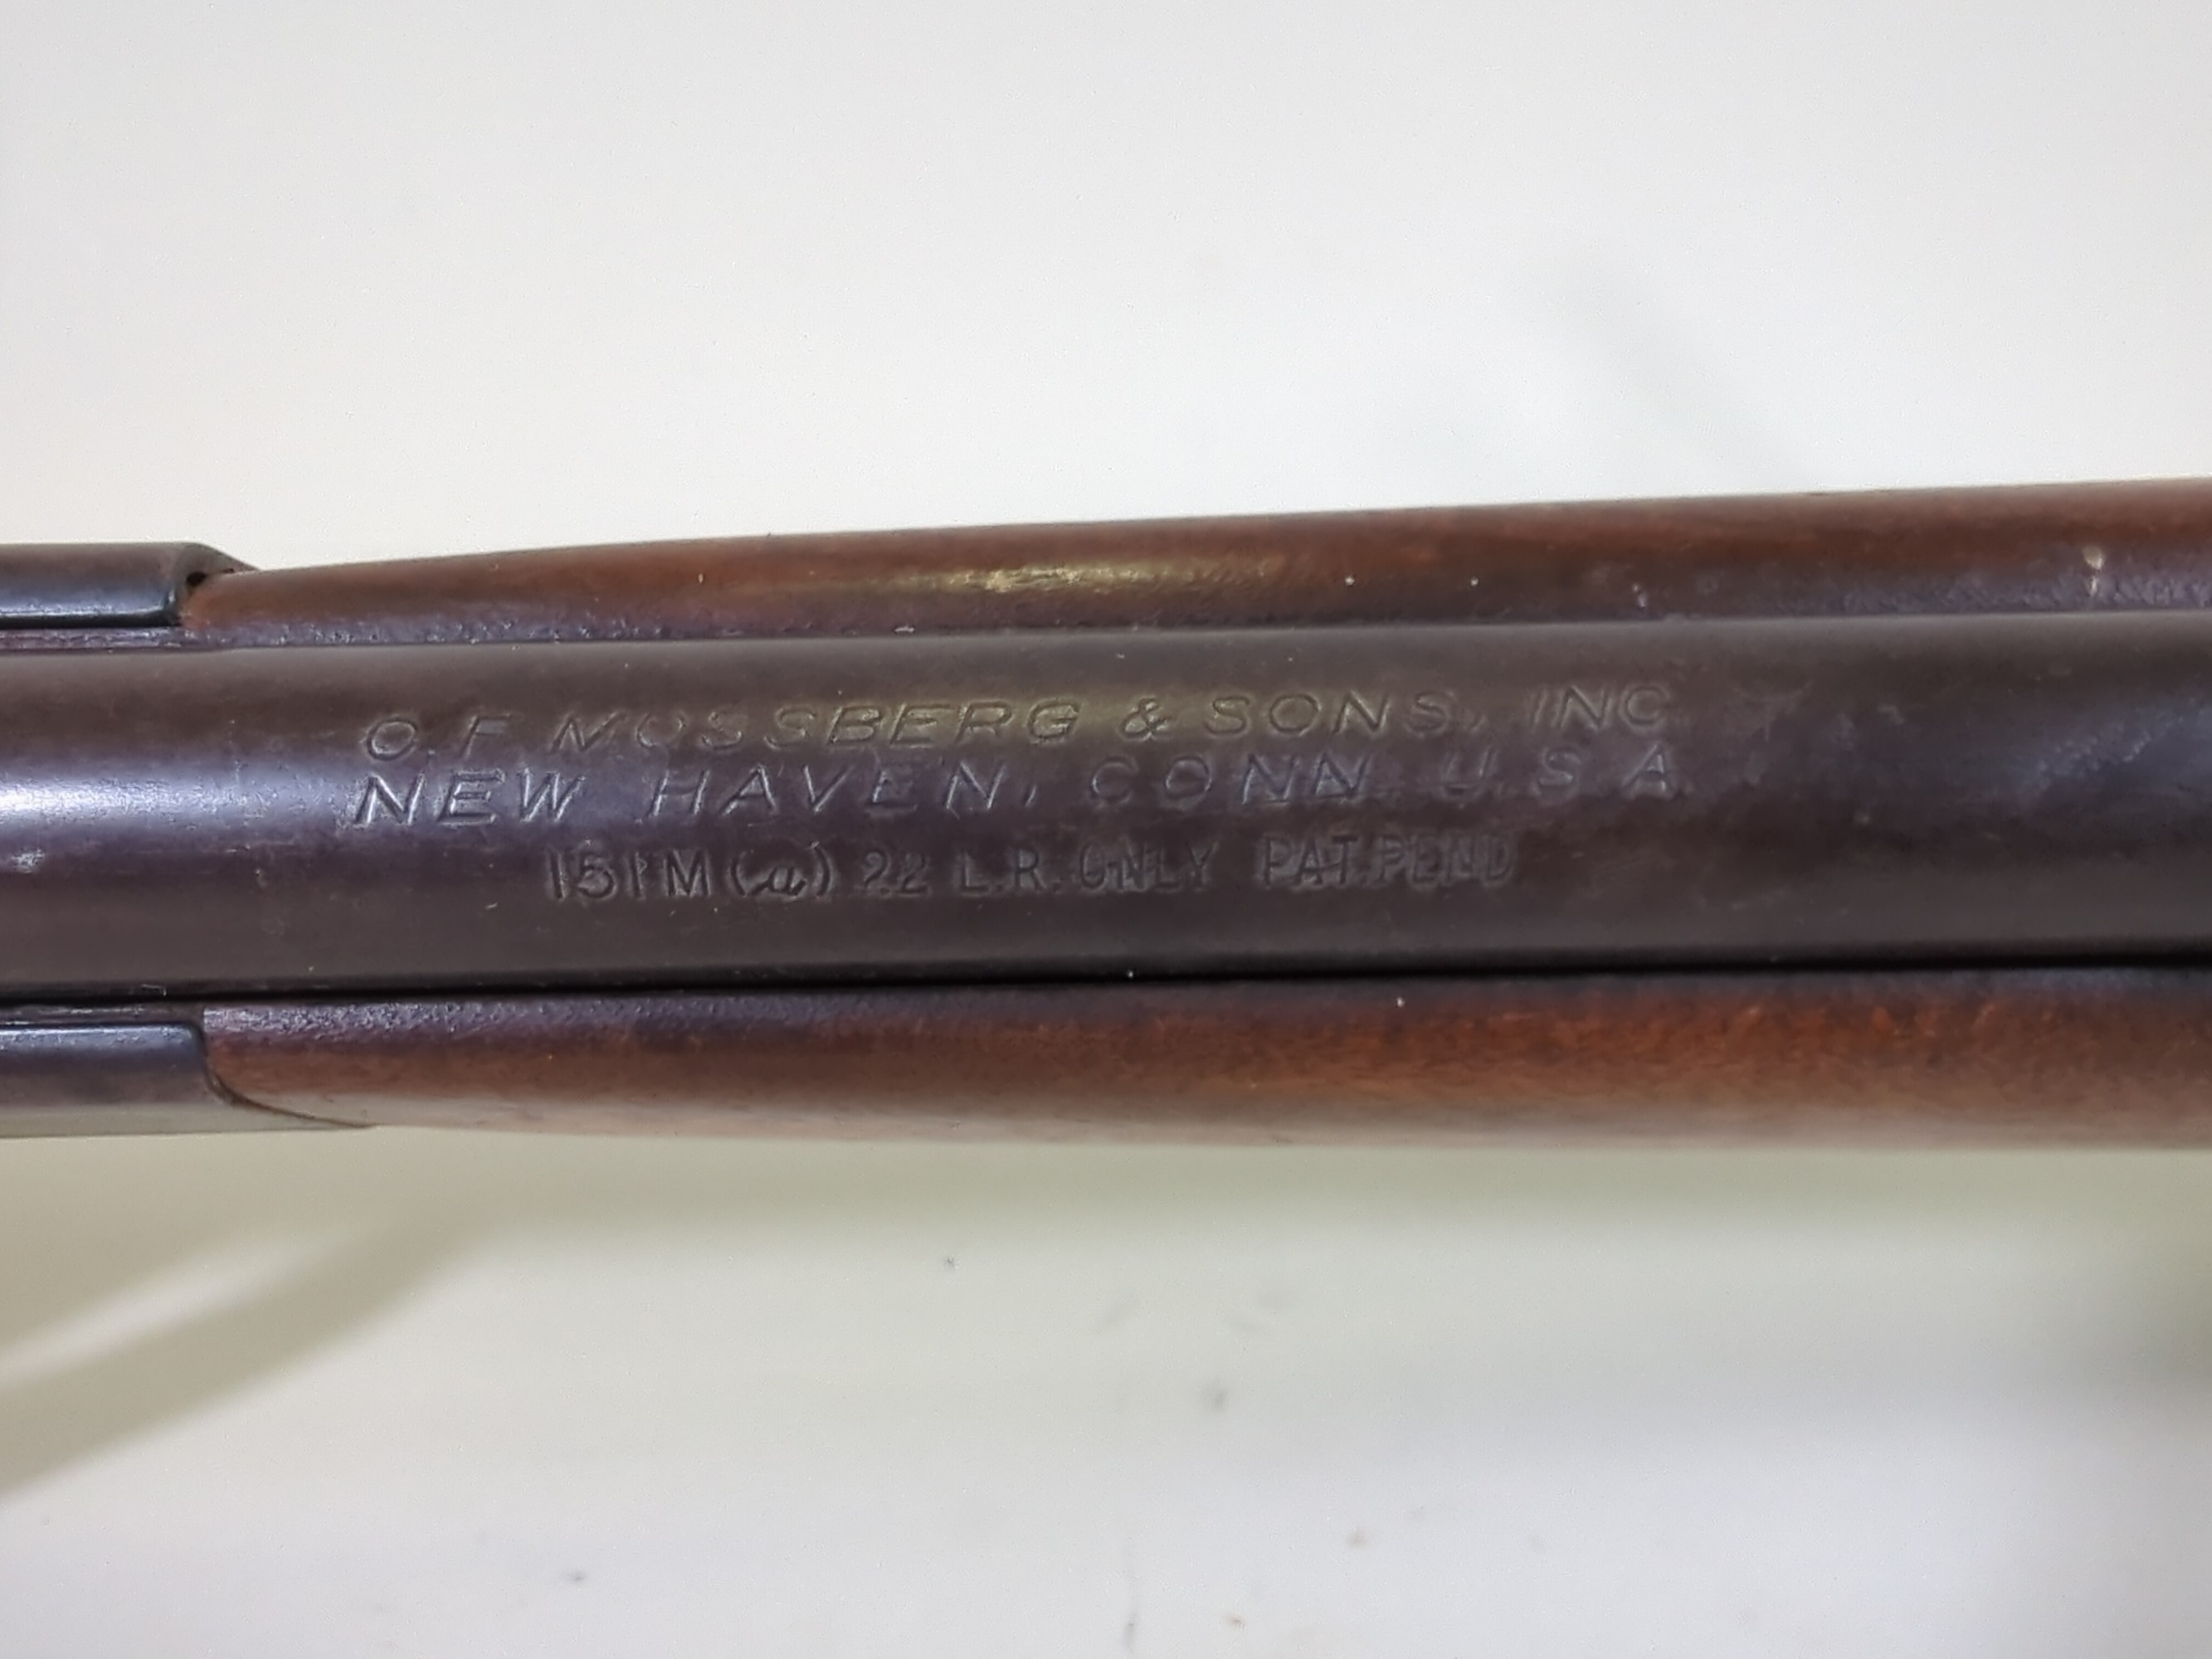 O.F. MOSSBERG & SONS, INC.
NEW HAVEN, CONN. U.S.A.
151M(a) 22 L.R. ONLY PAT. PEND